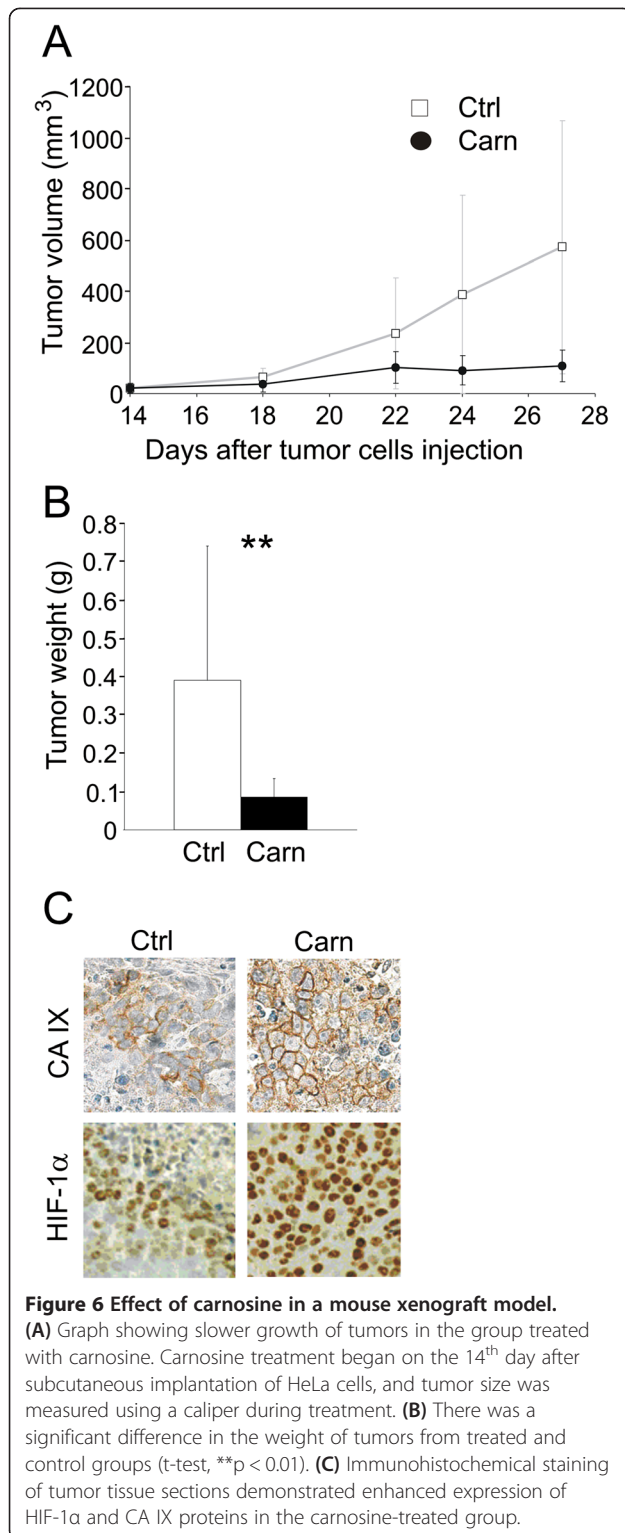 A
1200
1000
800
600
400
200
0
Tumor volume (mm³)
Ctrl
Carn
14 16 18 20 22 24 26 28
Days after tumor cells injection
B
0.8
0.7
0.6
0.5
0.4
0.3
0.2
0.1
0
Tumor weight (g)
**
Ctrl Carn
C
Ctrl Carn
CA IX
HIF-1α
Figure 6 Effect of carnosine in a mouse xenograft model.
(A) Graph showing slower growth of tumors in the group treated
with carnosine. Carnosine treatment began on the 14th day after
subcutaneous implantation of HeLa cells, and tumor size was
measured using a caliper during treatment. (B) There was a
significant difference in the weight of tumors from treated and
control groups (t-test, **p < 0.01). (C) Immunohistochemical staining
of tumor tissue sections demonstrated enhanced expression of
HIF-1α and CA IX proteins in the carnosine-treated group.